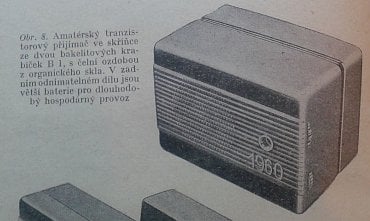 Obr. 8. Amatérský tranzis-
torový přijímač ve skříňce
ze dvou bakelitových kra-
biček B 1, s čelní ozdobou
z organického skla. V zad-
ním odnímatelném dílu jsou
větší baterie pro dlouhodo-
bý hospodárný provoz
1960